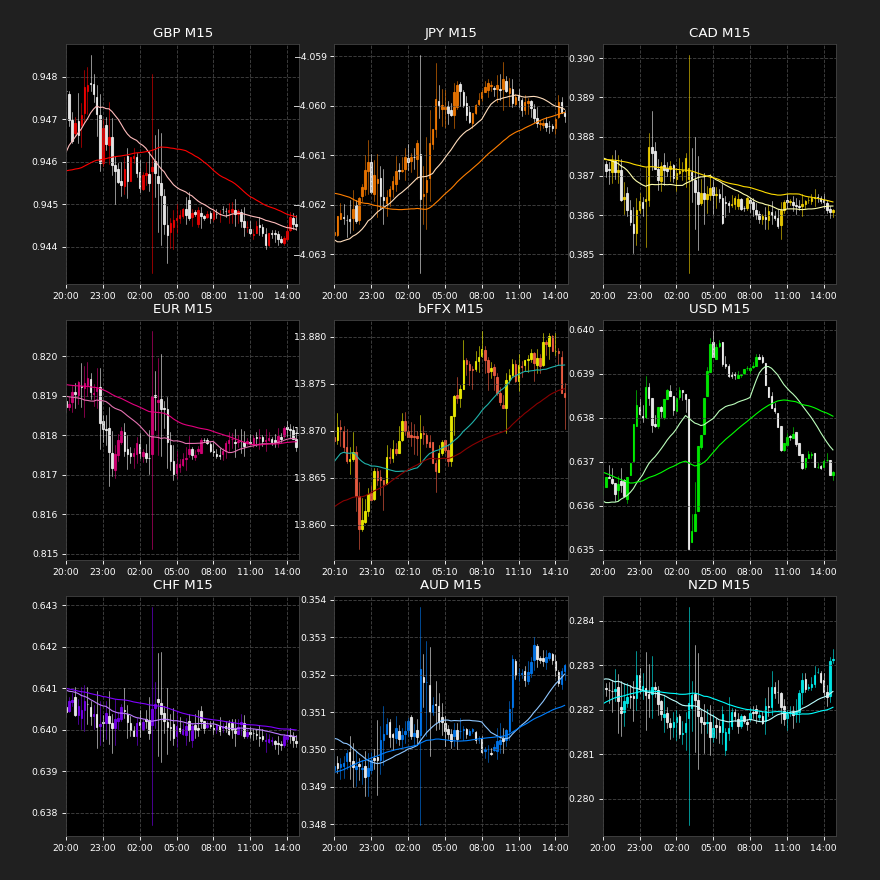 GBP M15
JPY M15
CAD M15
0.948
0.947
0.946
0.945
0.944
−4.059
−4.060
−4.061
−4.062
−4.063
0.390
0.389
0.388
0.387
0.386
0.385
20:00 23:00 02:00 05:00 08:00 11:00 14:00
20:00 23:00 02:00 05:00 08:00 11:00 14:00
20:00 23:00 02:00 05:00 08:00 11:00 14:00
EUR M15
bFFX M15
USD M15
0.820
0.819
0.818
0.817
0.816
0.815
13.880
13.875
13.870
13.865
13.860
0.640
0.639
0.638
0.637
0.636
0.635
20:00 23:00 02:00 05:00 08:00 11:00 14:00
20:10 23:10 02:10 05:10 08:10 11:10 14:10
20:00 23:00 02:00 05:00 08:00 11:00 14:00
CHF M15
AUD M15
NZD M15
0.643
0.642
0.641
0.640
0.639
0.638
0.354
0.353
0.352
0.351
0.350
0.349
0.348
0.284
0.283
0.282
0.281
0.280
20:00 23:00 02:00 05:00 08:00 11:00 14:00
20:00 23:00 02:00 05:00 08:00 11:00 14:00
20:00 23:00 02:00 05:00 08:00 11:00 14:00